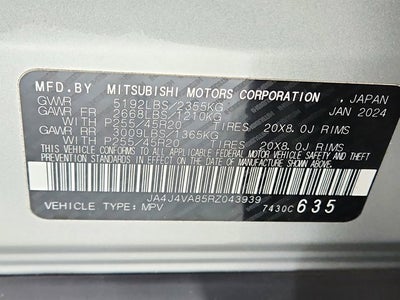 MFD.BY MITSUBISHI MOTORS CORPORATION, JAPAN
GVWR 5192LBS/2355KG JAN 2024
GAWR FR 2668LBS/1210KG
WITH P255/45R20 TIRES 20X8.0J RIMS
GAWR RR 3009LBS/1365KG
WITH P255/45R20 TIRES 20X8.0J RIMS
THIS VEHICLE CONFORMS TO ALL APPLICABLE FEDERAL MOTOR VEHICLE SAFETY AND THEFT
PREVENTION STANDARDS IN EFFECT ON THE DATE OF MANUFACTURE SHOWN ABOVE.
JA4J4VA85RZ043939
VEHICLE TYPE: MPV 7430C 635